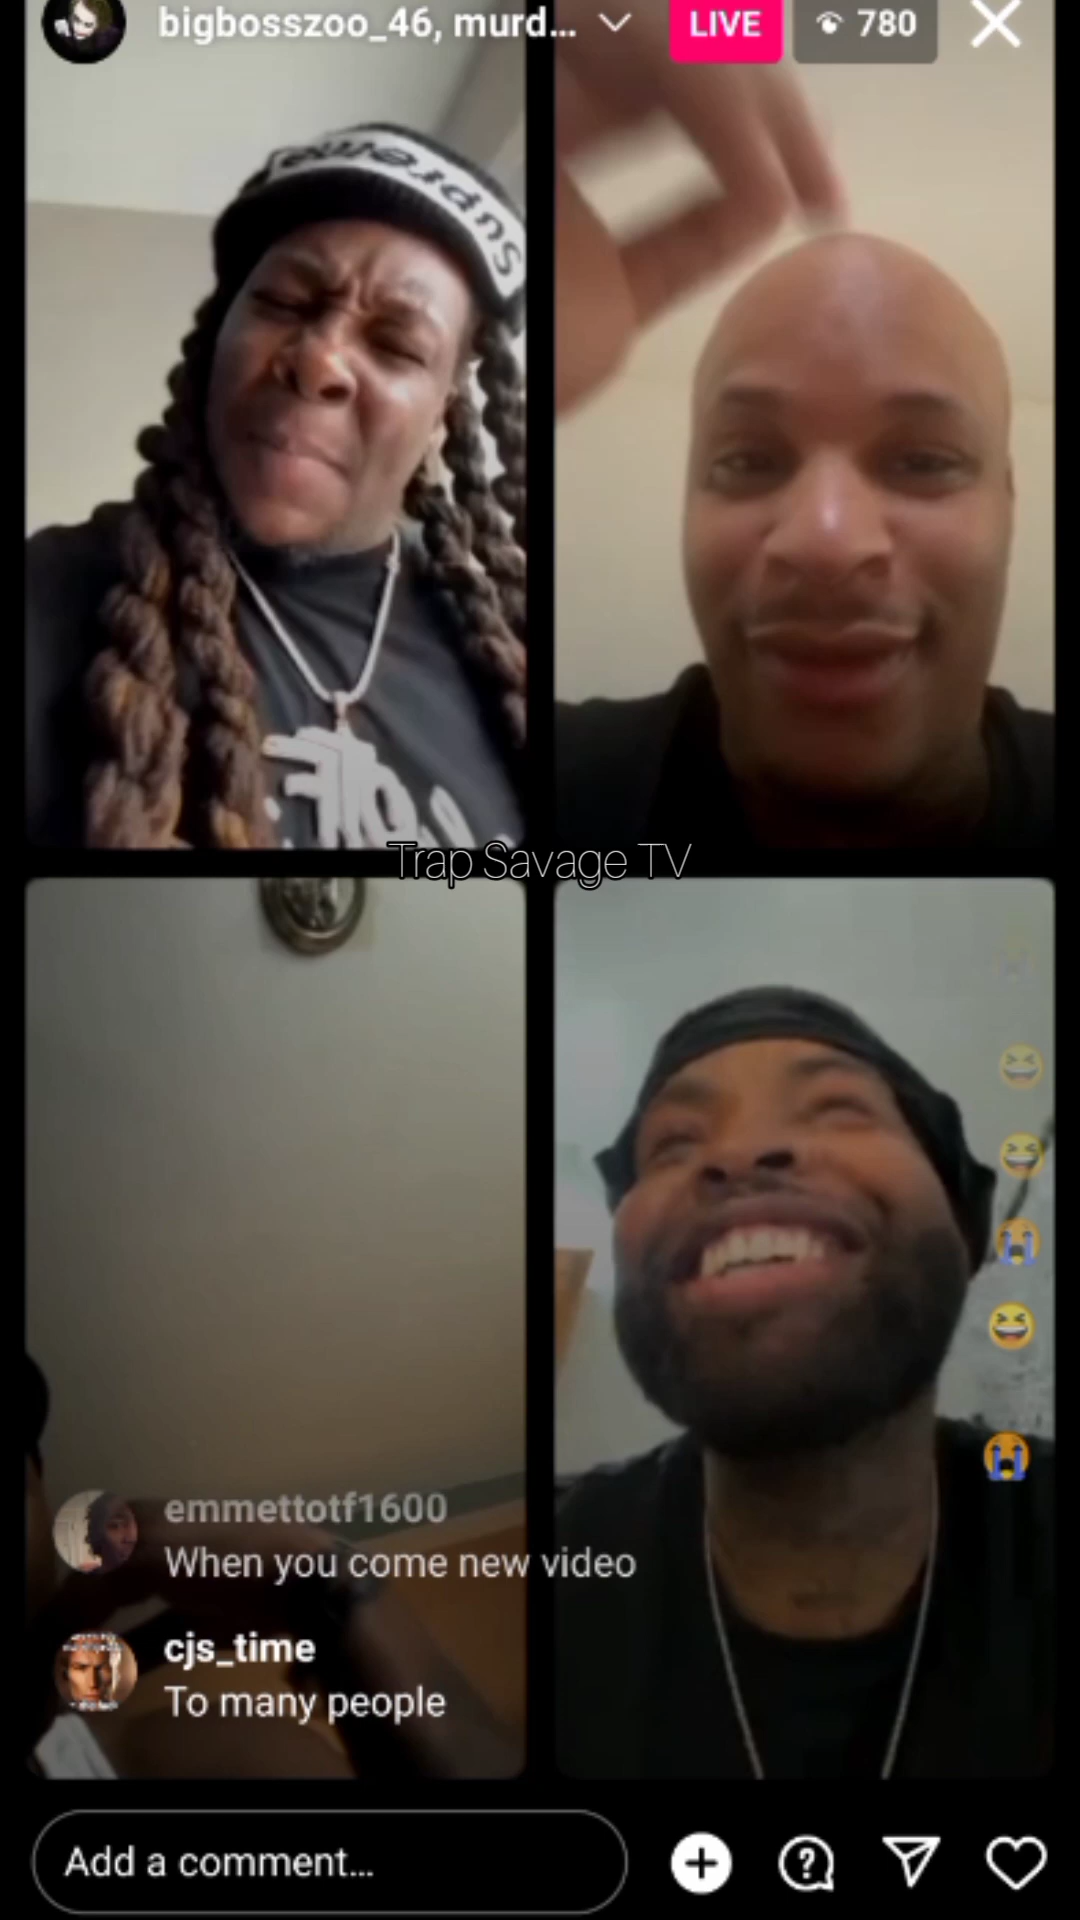 bigbosszoo_46, murd...
LIVE
780
Supreme
Trap Savage TV
emmettotf1600
When you come new video
cjs_time
To many people
Add a comment...